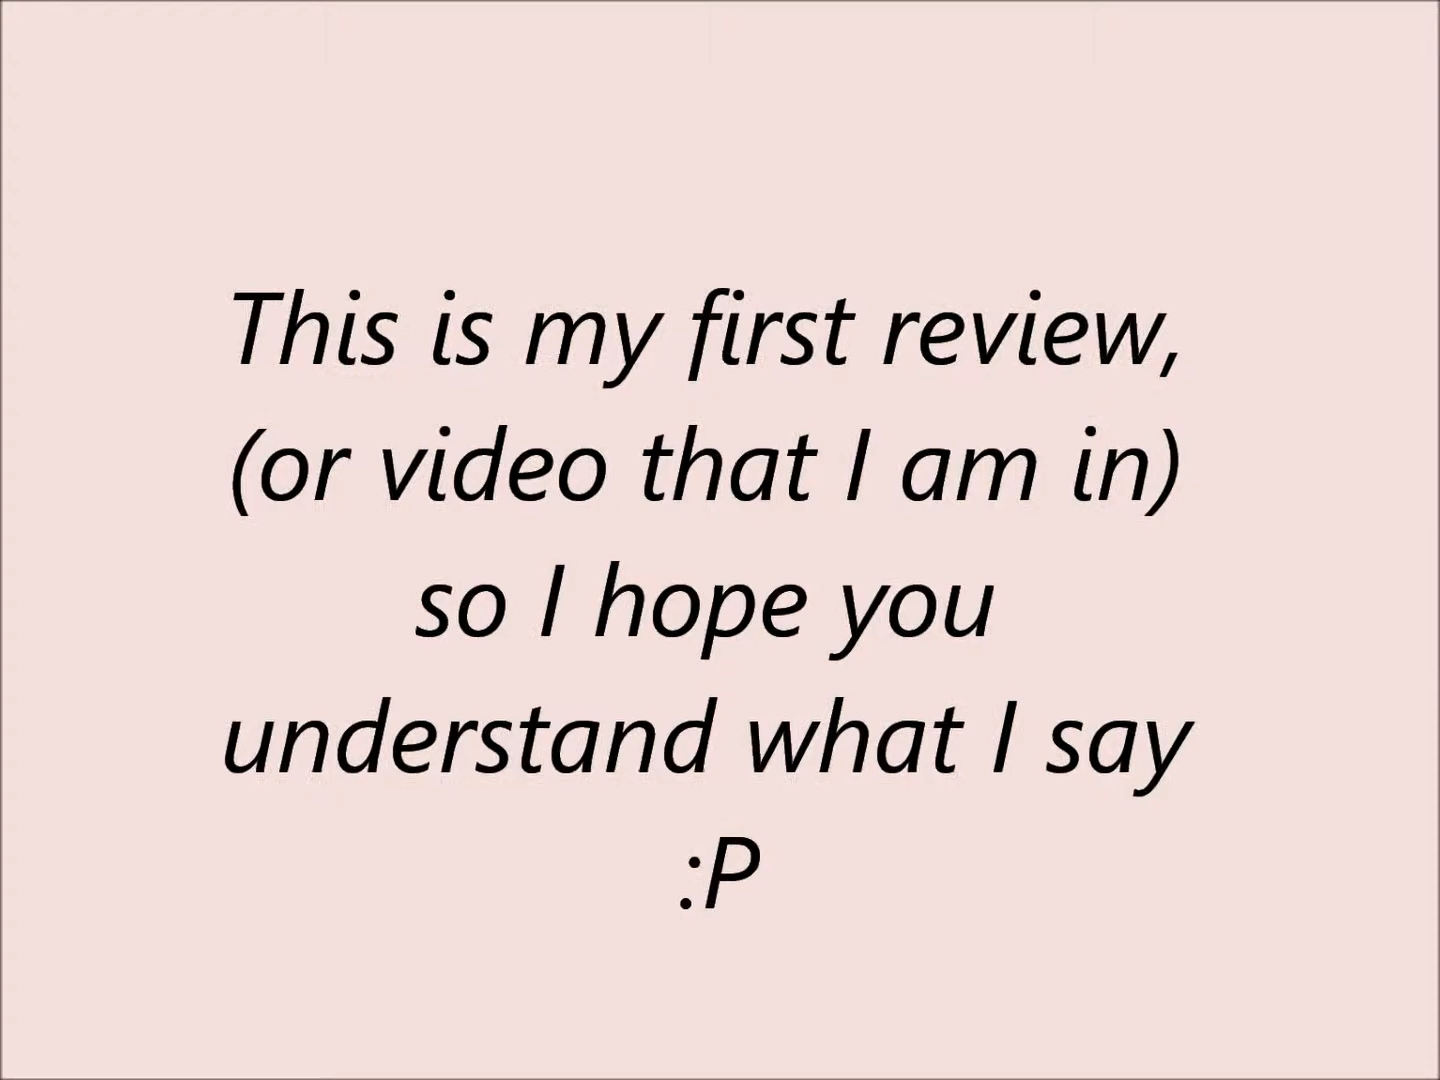 This is my first review,
(or video that I am in)
so I hope you
understand what I say
:P